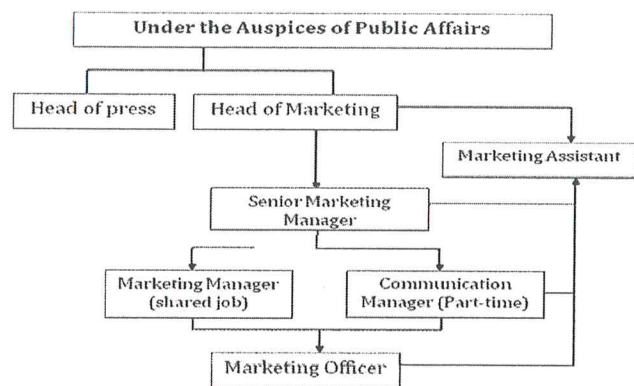 Under the Auspices of Public Affairs
Head of press
Head of Marketing
Marketing Assistant
Senior Marketing
Manager
Marketing Manager
(shared job)
Communication
Manager (Part-time)
Marketing Officer